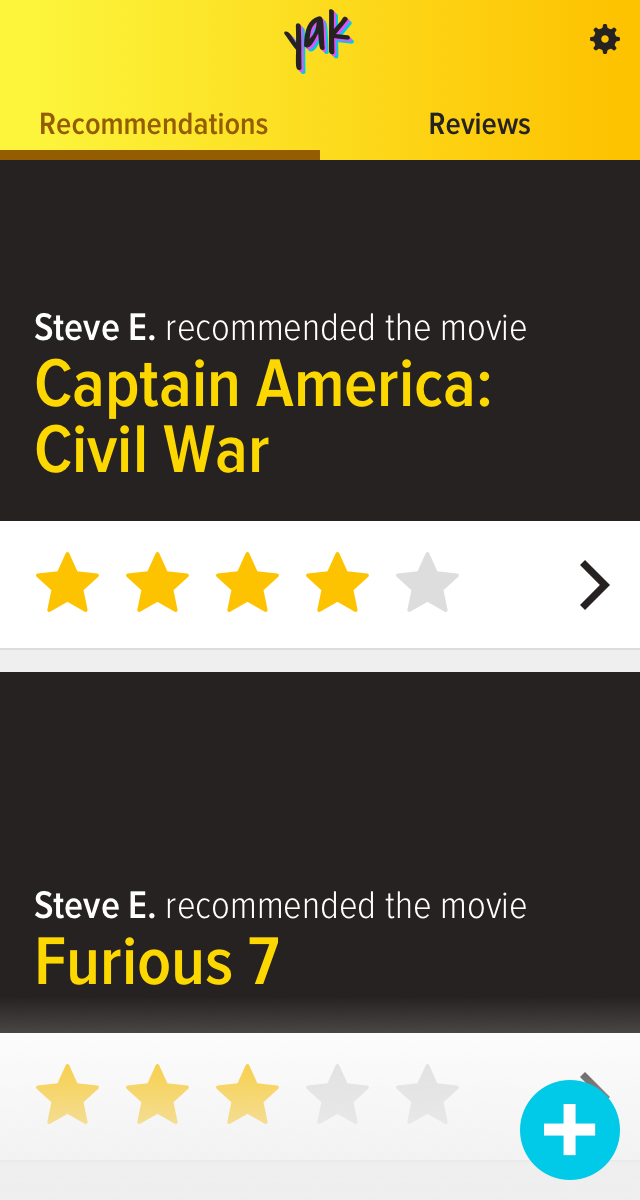 yak
Recommendations
Reviews
Steve E. recommended the movie
Captain America:
Civil War
Steve E. recommended the movie
Furious 7